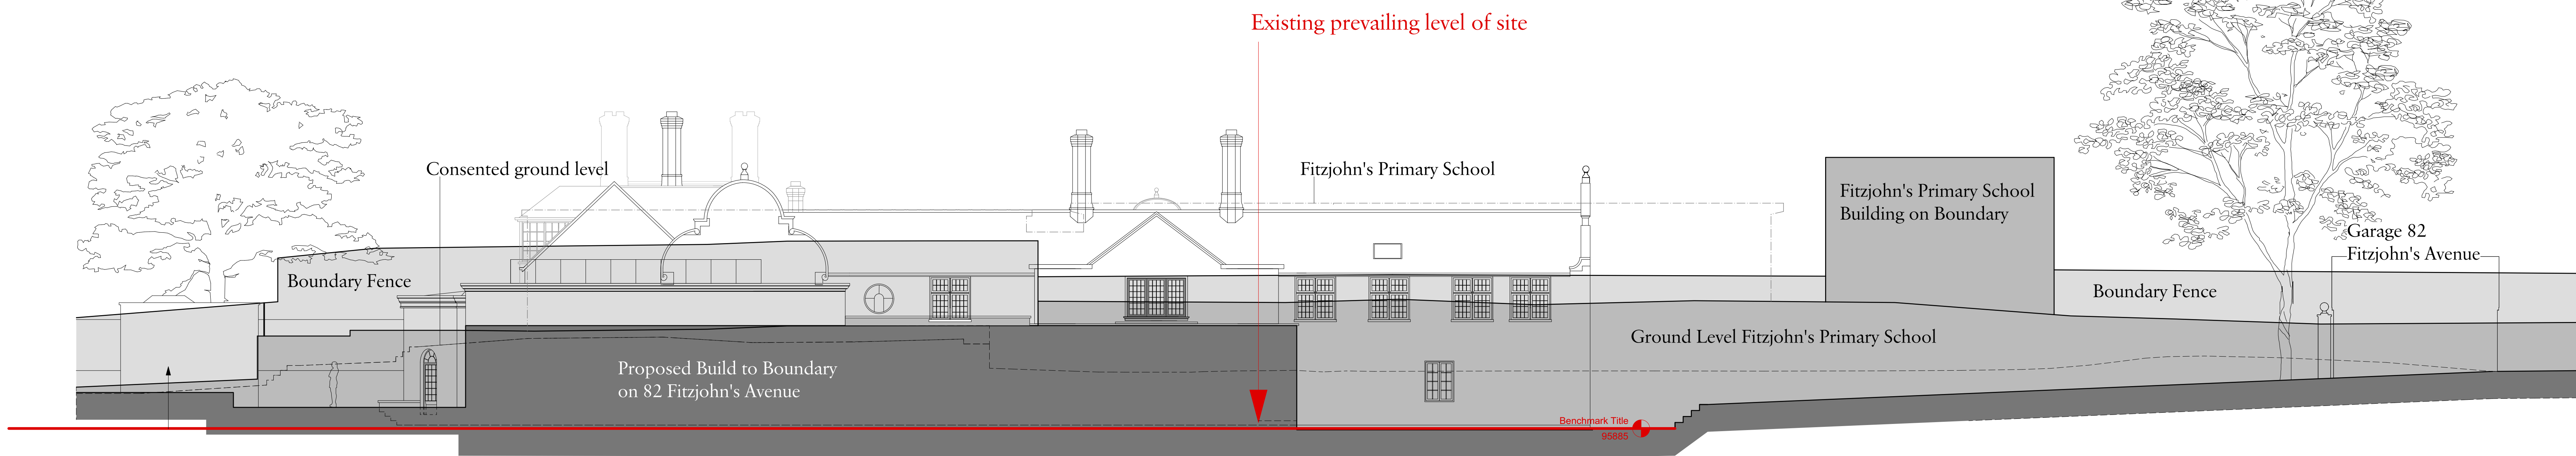 Existing prevailing level of site
Consented ground level
Fitzjohn's Primary School
Fitzjohn's Primary School
Building on Boundary
Garage 82
Fitzjohn's Avenue
Boundary Fence
Boundary Fence
Ground Level Fitzjohn's Primary School
Proposed Build to Boundary
on 82 Fitzjohn's Avenue
Benchmark Title
95885